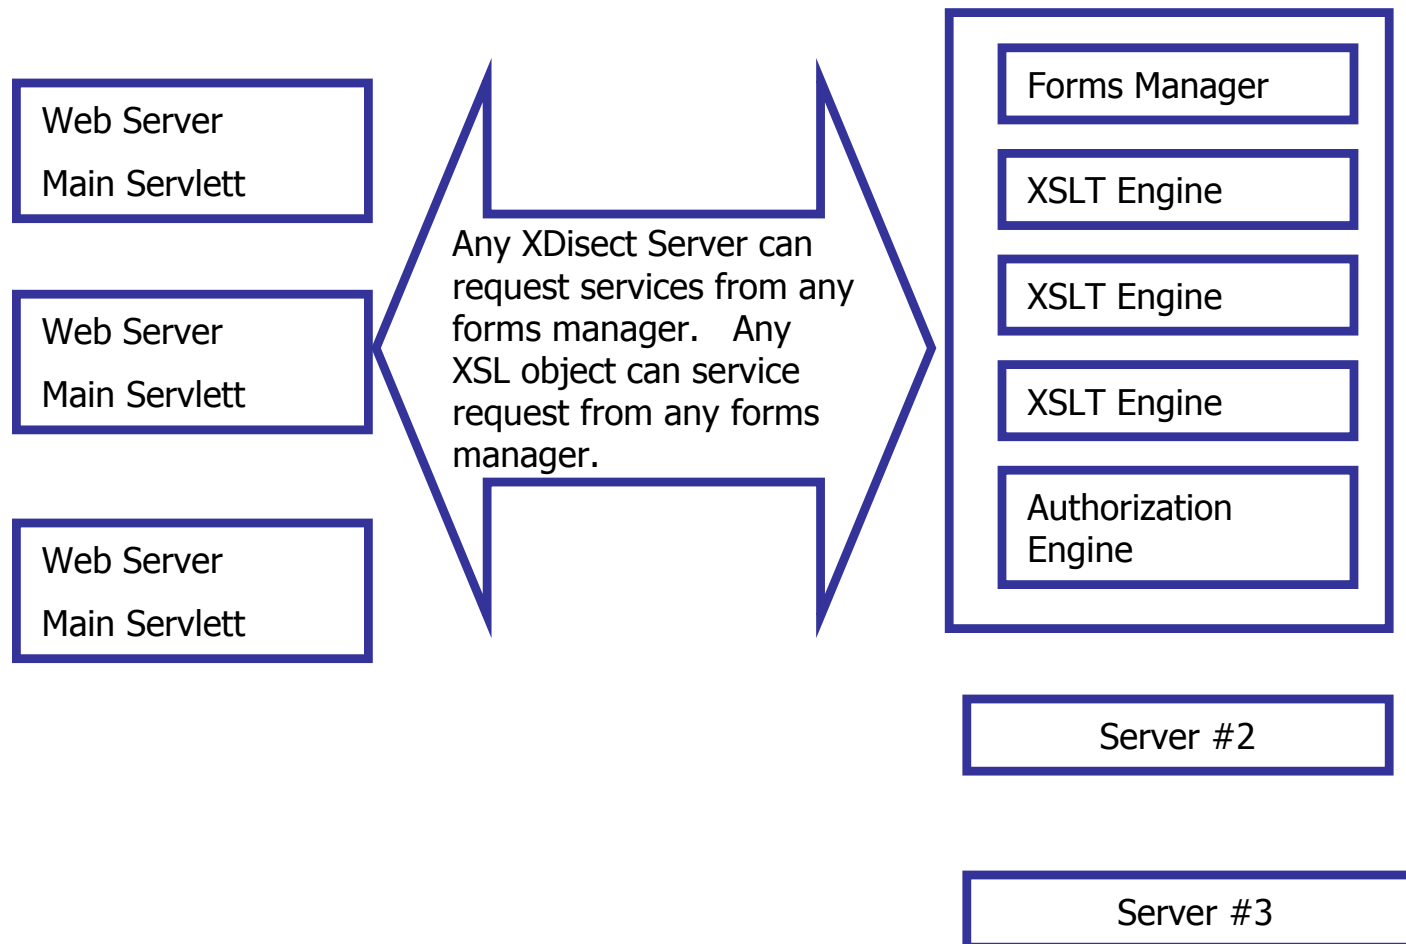 Web Server
Main Servlett
Web Server
Main Servlett
Web Server
Main Servlett
Any XDisect Server can
request services from any
forms manager.   Any
XSL object can service
request from any forms
manager.
Forms Manager
XSLT Engine
XSLT Engine
XSLT Engine
Authorization
Engine
Server #2
Server #3